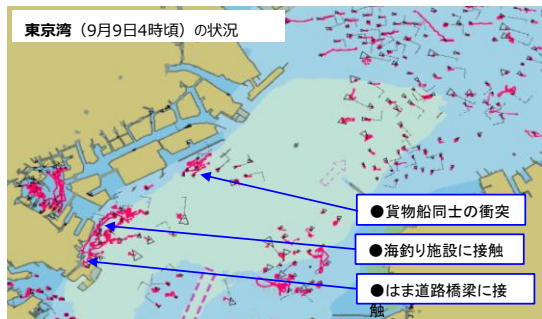 東京湾（9月9日4時頃）の状況
●貨物船同士の衝突
●海釣り施設に接触
●はま道路橋梁に接
触